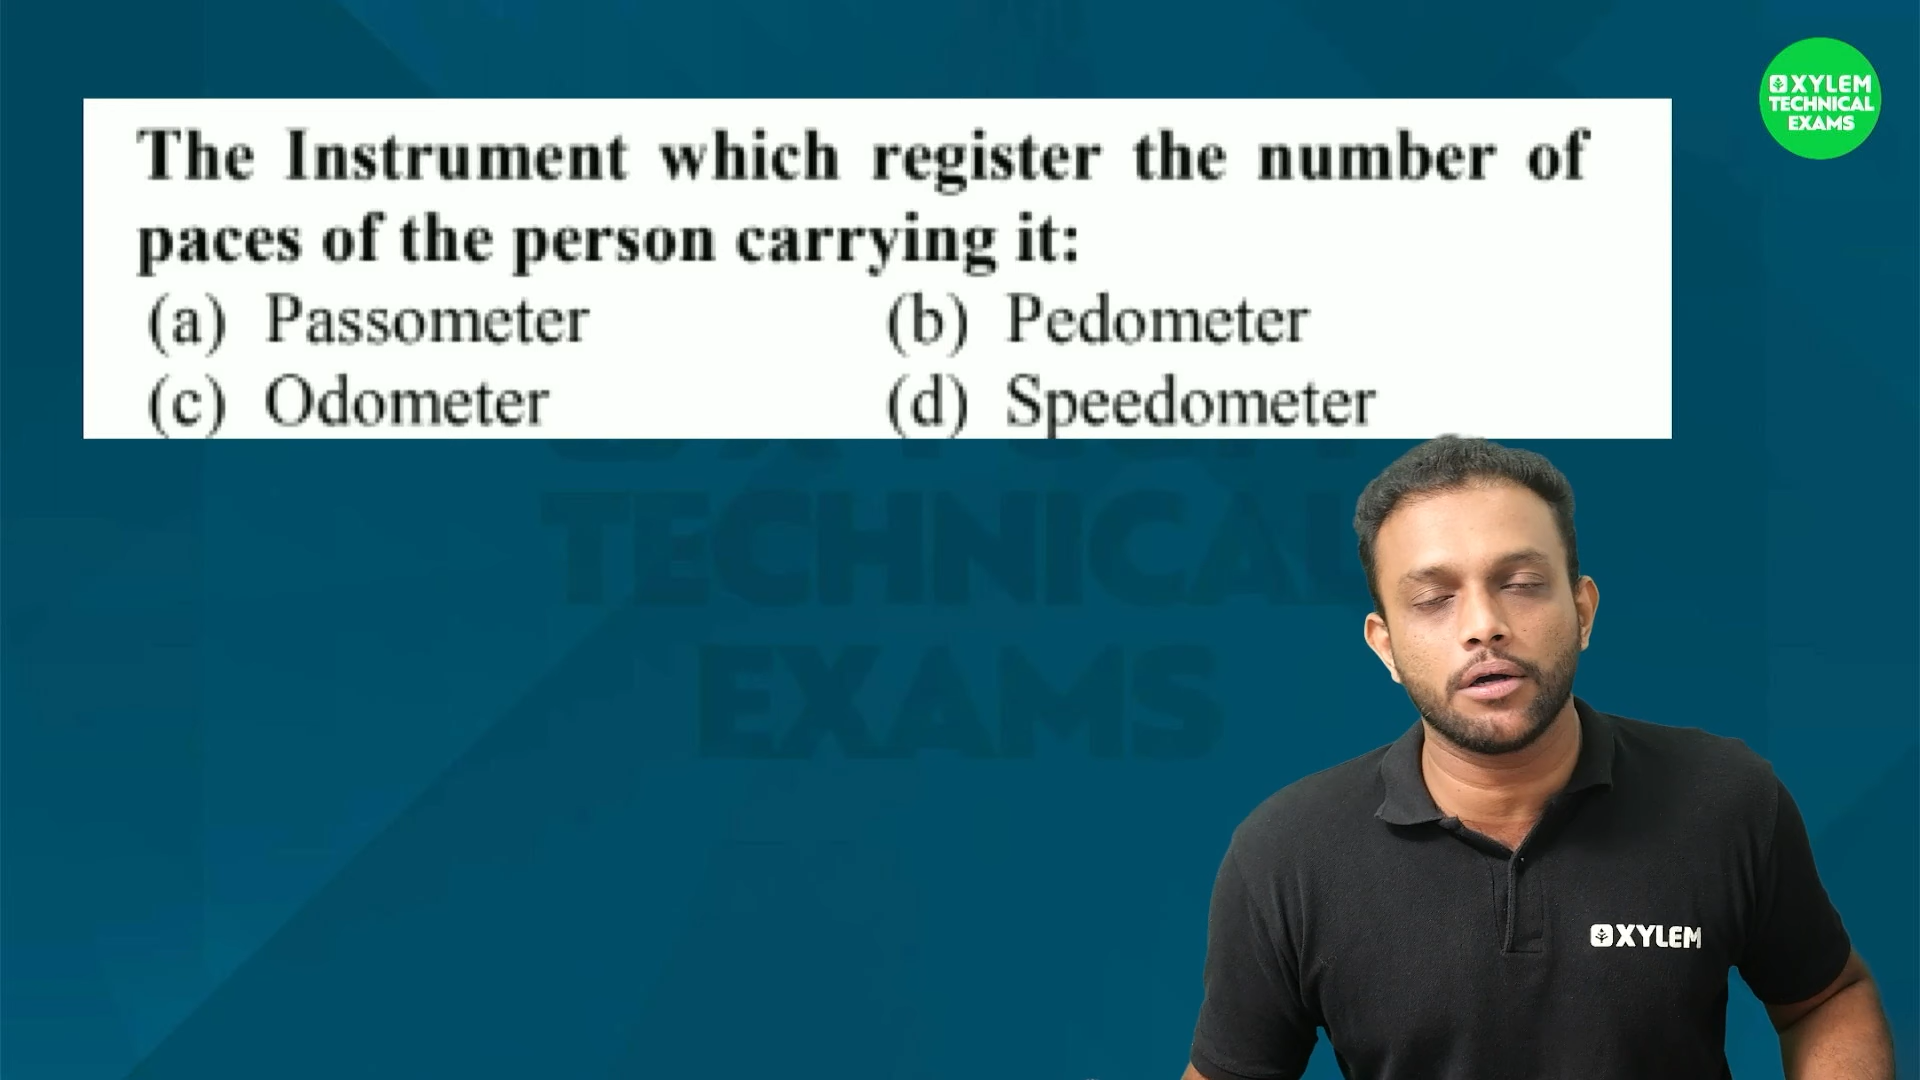 XYLEM
TECHNICAL
EXAMS
The Instrument which register the number of
paces of the person carrying it:
(a) Passometer (b) Pedometer
(c) Odometer (d) Speedometer
TECHNICAL
EXAMS
XYLEM